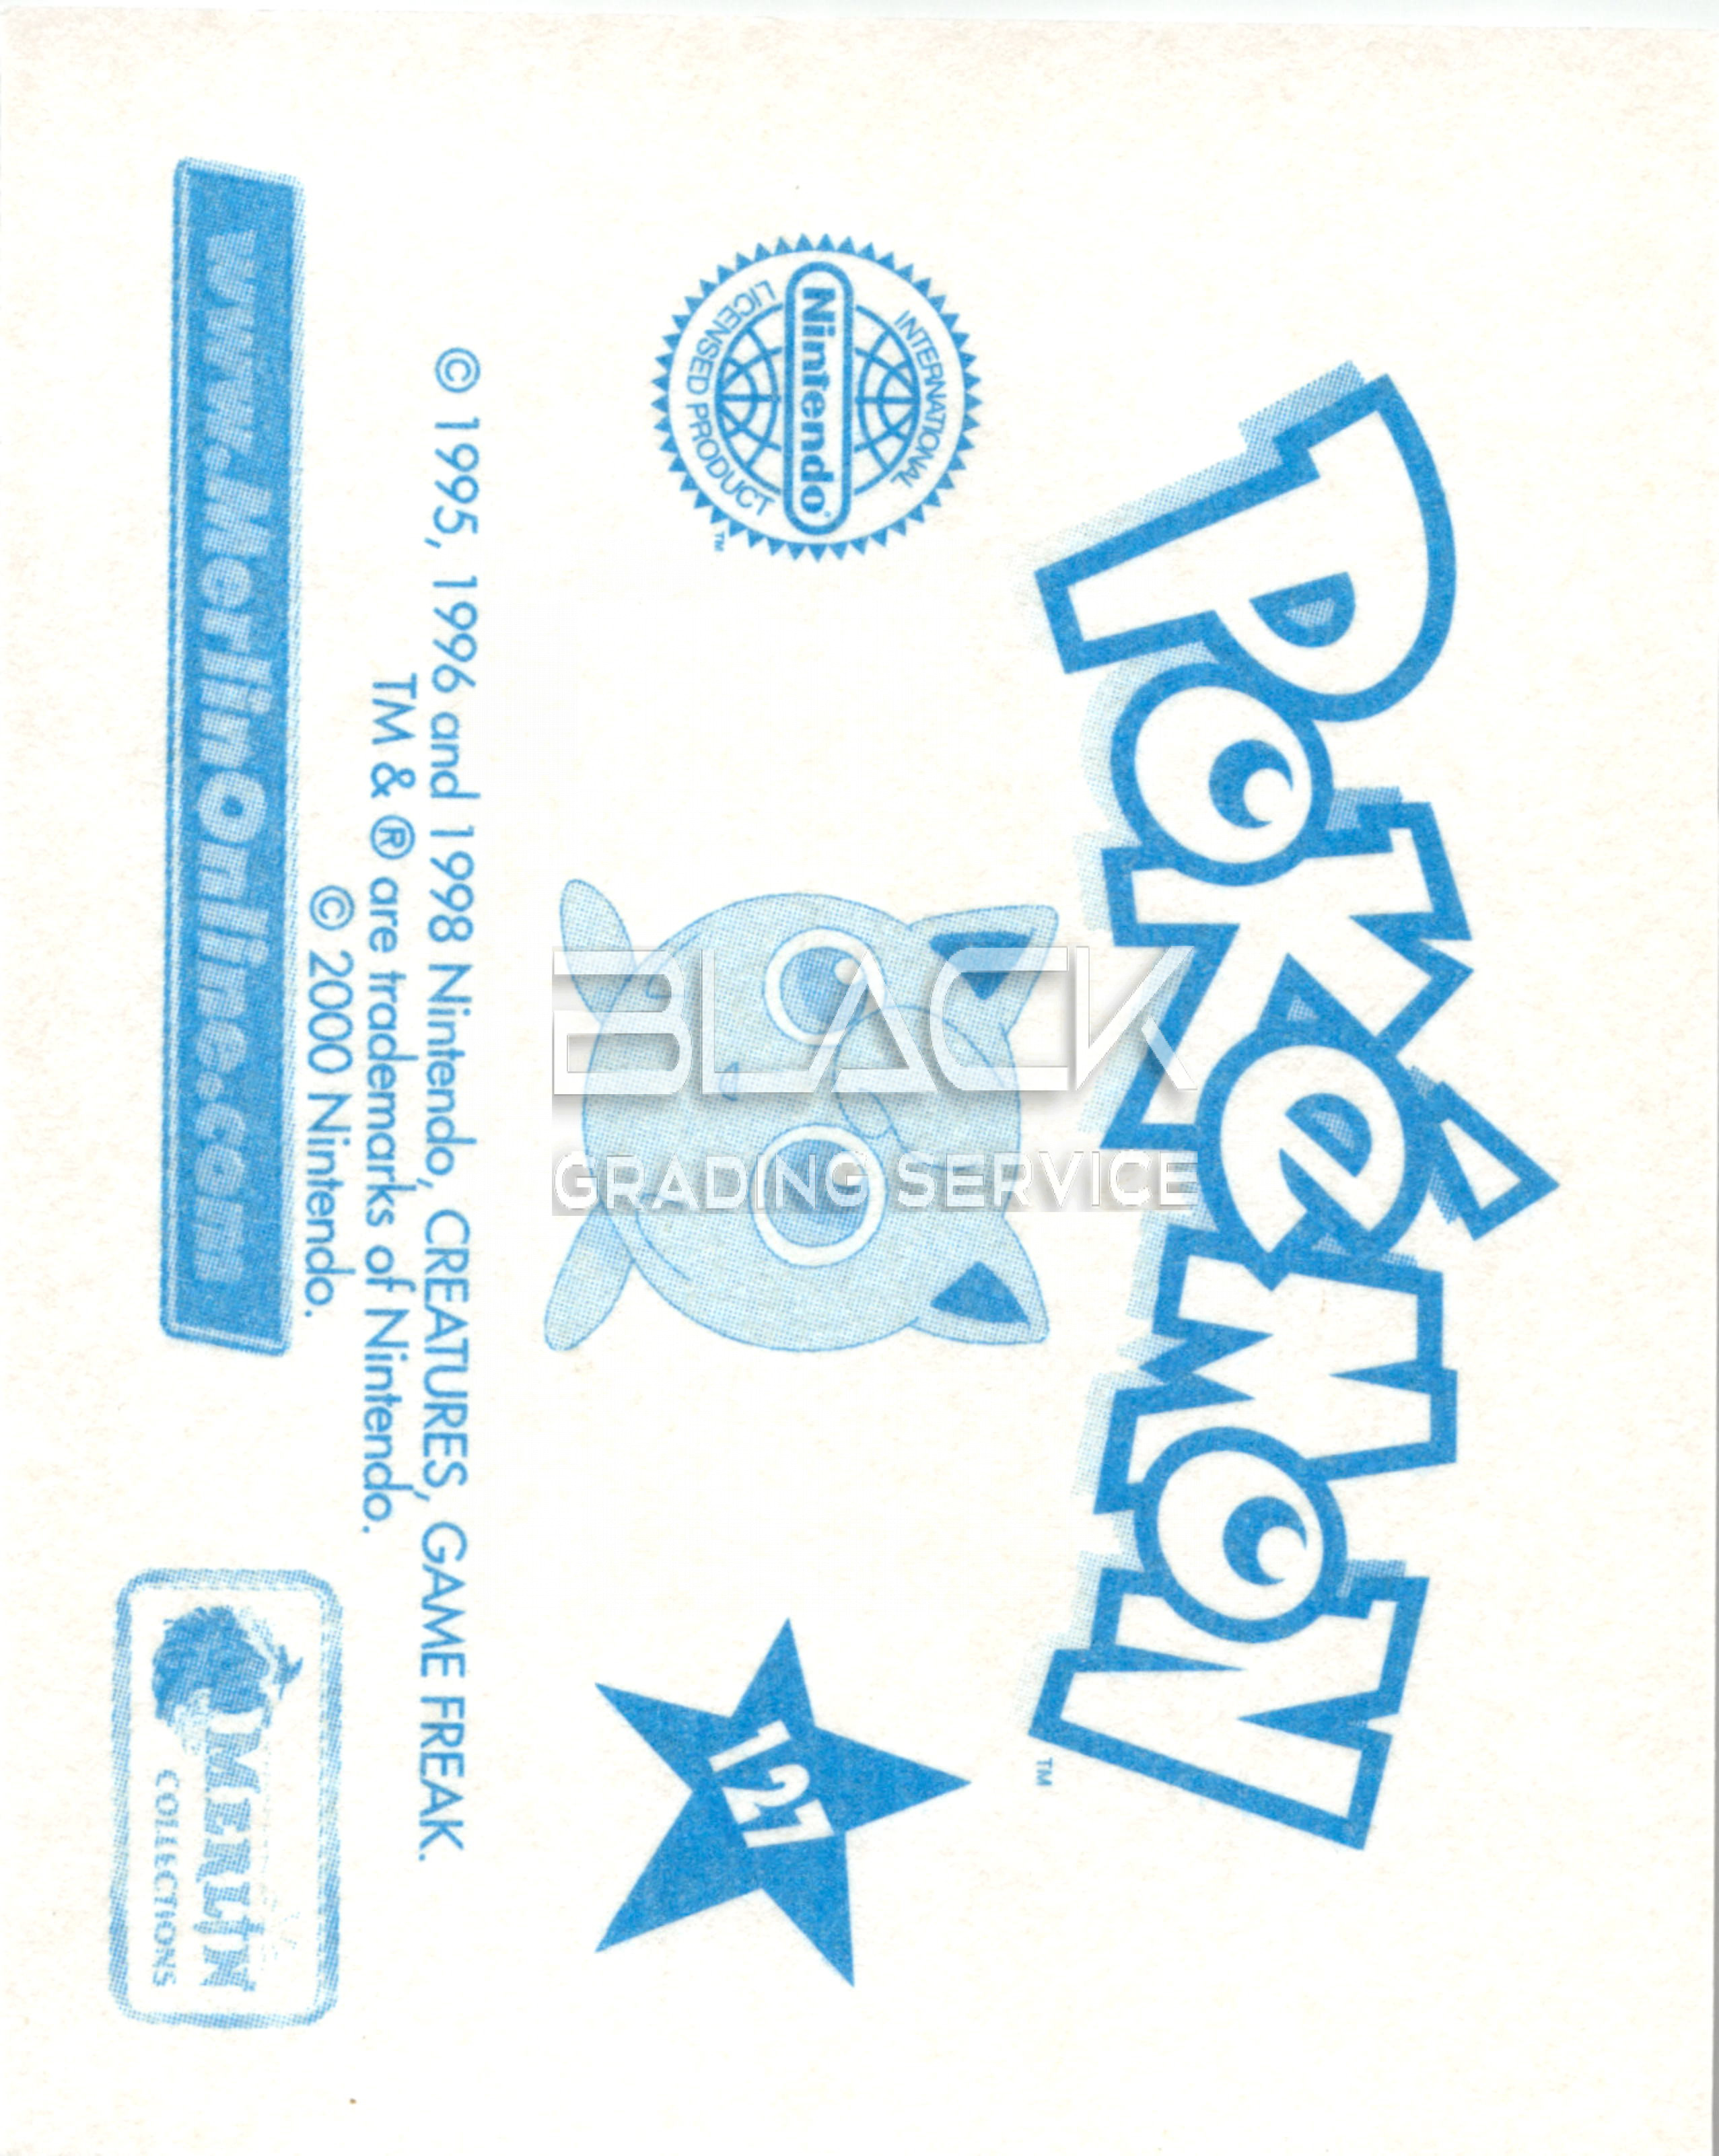 POKéMON
TM
INTERNATIONAL
Nintendo®
LICENSED PRODUCT
TM
127
BLACK
GRADING SERVICE
© 1995, 1996 and 1998 Nintendo, CREATURES, GAME FREAK.
TM & ® are trademarks of Nintendo.
© 2000 Nintendo.
www.MerlinOnline.com
MERLIN
COLLECTIONS